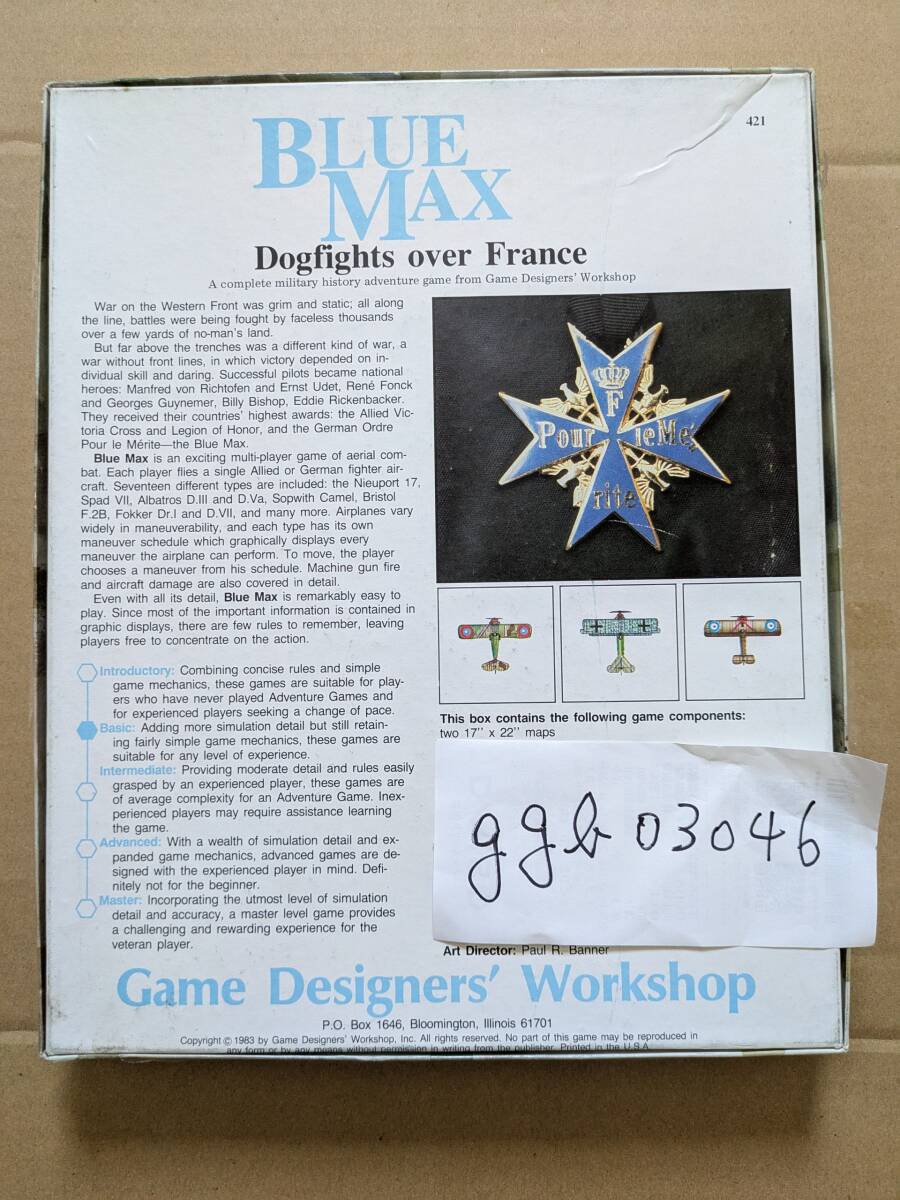 BLUE
MAX
421
Dogfights over France
A complete military history adventure game from Game Designers' Workshop
War on the Western Front was grim and static; all along
the line, battles were being fought by faceless thousands
over a few yards of no-man's land.
But far above the trenches was a different kind of war, a
war without front lines, in which victory depended on in-
dividual skill and daring. Successful pilots became national
heroes: Manfred von Richtofen and Ernst Udet, René Fonck
and Georges Guynemer, Billy Bishop, Eddie Rickenbacker.
They received their countries' highest awards: the Allied Vic-
toria Cross and Legion of Honor, and the German Ordre
Pour le Mérite—the Blue Max.
Blue Max is an exciting multi-player game of aerial com-
bat. Each player flies a single Allied or German fighter air-
craft. Seventeen different types are included: the Nieuport 17,
Spad VII, Albatros D.III and D.Va, Sopwith Camel, Bristol
F.2B, Fokker Dr.I and D.VII, and many more. Airplanes vary
widely in maneuverability, and each type has its own
maneuver schedule which graphically displays every
maneuver the airplane can perform. To move, the player
chooses a maneuver from his schedule. Machine gun fire
and aircraft damage are also covered in detail.
Even with all its detail, Blue Max is remarkably easy to
play. Since most of the important information is contained in
graphic displays, there are few rules to remember, leaving
players free to concentrate on the action.
Introductory: Combining concise rules and simple
game mechanics, these games are suitable for play-
ers who have never played Adventure Games and
for experienced players seeking a change of pace.
Basic: Adding more simulation detail but still retain-
ing fairly simple game mechanics, these games are
suitable for any level of experience.
Intermediate: Providing moderate detail and rules easily
grasped by an experienced player, these games are
of average complexity for an Adventure Game. Inex-
perienced players may require assistance learning
the game.
Advanced: With a wealth of simulation detail and ex-
panded game mechanics, advanced games are de-
signed with the experienced player in mind. Defi-
nitely not for the beginner.
Master: Incorporating the utmost level of simulation
detail and accuracy, a master level game provides
a challenging and rewarding experience for the
veteran player.
F
Pour le Mé
rite
This box contains the following game components:
two 17" x 22" maps
ggb 03046
Art Director: Paul R. Banner
Game Designers' Workshop
P.O. Box 1646, Bloomington, Illinois 61701
Copyright © 1983 by Game Designers' Workshop, Inc. All rights reserved. No part of this game may be reproduced in
any form or by any means without permission in writing from the publisher. Printed in the U.S.A.